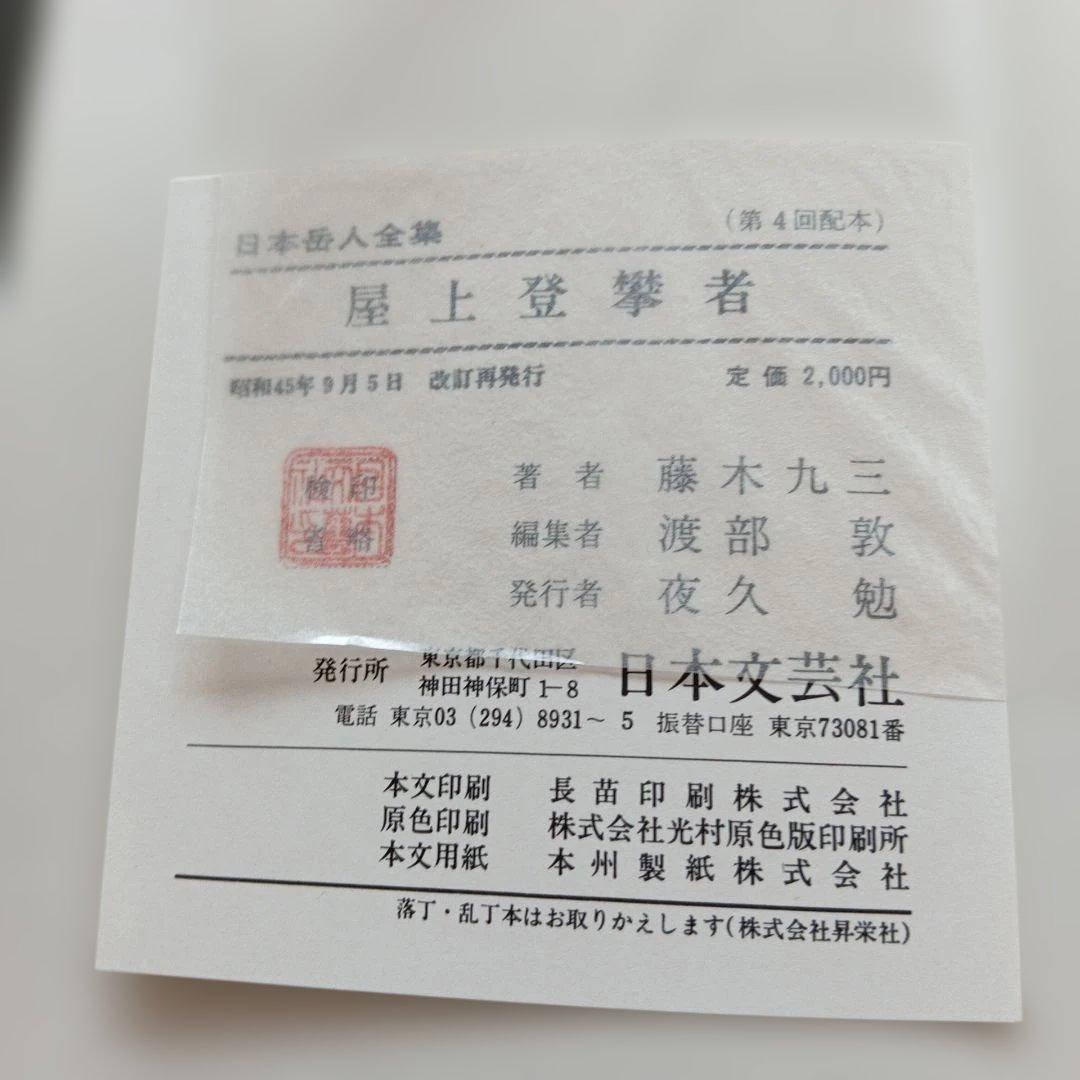 日本岳人全集 （第4回配本）
屋上登攀者
昭和45年9月5日 改訂再発行 定価 2,000円
著者 藤木九三
編集者 渡部敦
発行者 夜久勉
検印
省略
発行所 東京都千代田区
神田神保町1−8 日本文芸社
電話 東京03（294）8931～5 振替口座 東京73081番
本文印刷 長苗印刷株式会社
原色印刷 株式会社光村原色版印刷所
本文用紙 本州製紙株式会社
落丁・乱丁本はお取りかえします（株式会社昇栄社）